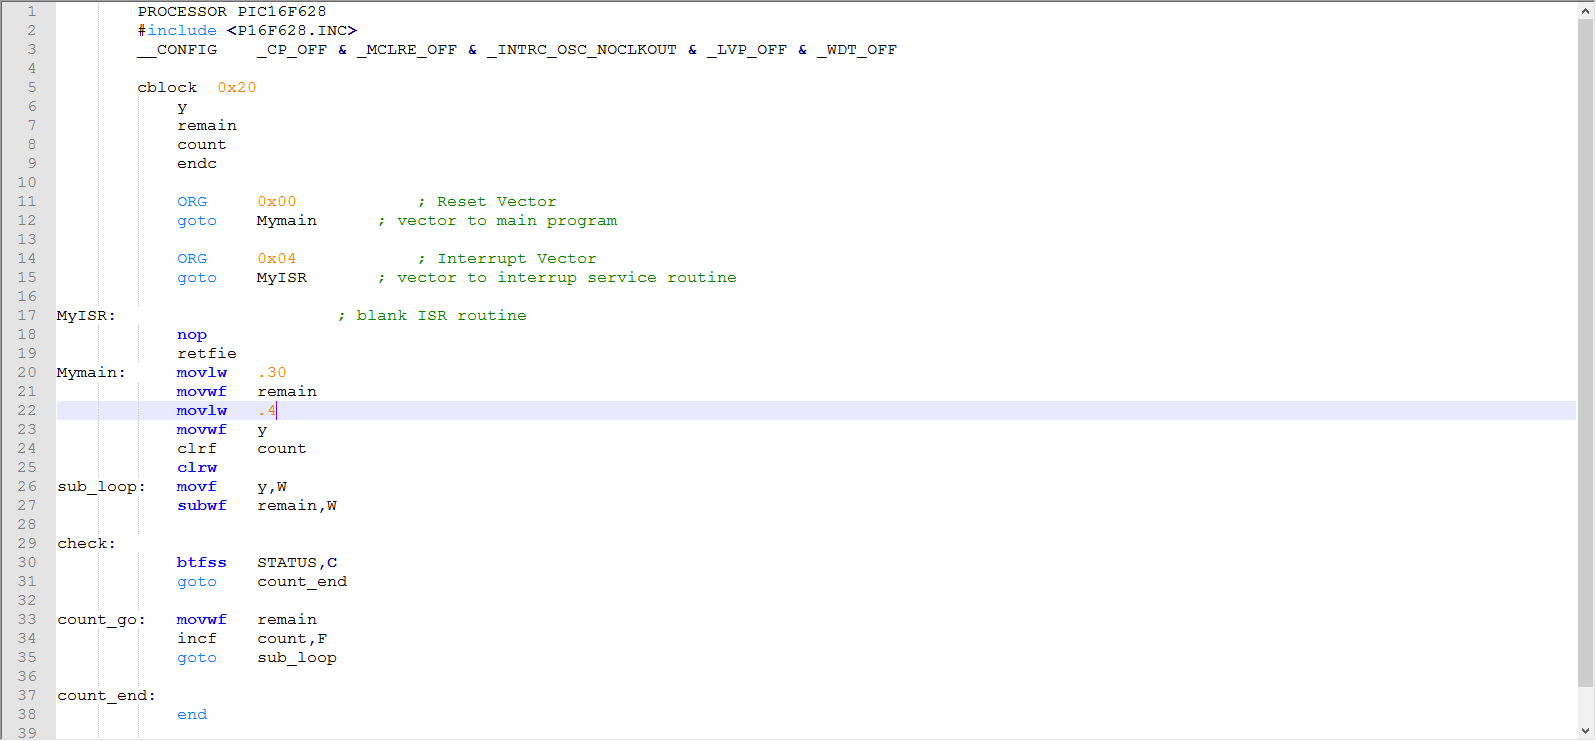 1 PROCESSOR PIC16F628
2 #include <P16F628.INC>
3 __CONFIG _CP_OFF & _MCLRE_OFF & _INTRC_OSC_NOCLKOUT & _LVP_OFF & _WDT_OFF
4
5 cblock 0x20
6 y
7 remain
8 count
9 endc
10
11 ORG 0x00 ; Reset Vector
12 goto Mymain ; vector to main program
13
14 ORG 0x04 ; Interrupt Vector
15 goto MyISR ; vector to interrup service routine
16
17 MyISR: ; blank ISR routine
18 nop
19 retfie
20 Mymain: movlw .30
21 movwf remain
22 movlw .4
23 movwf y
24 clrf count
25 clrw
26 sub_loop: movf y,W
27 subwf remain,W
28
29 check:
30 btfss STATUS,C
31 goto count_end
32
33 count_go: movwf remain
34 incf count,F
35 goto sub_loop
36
37 count_end:
38 end
39